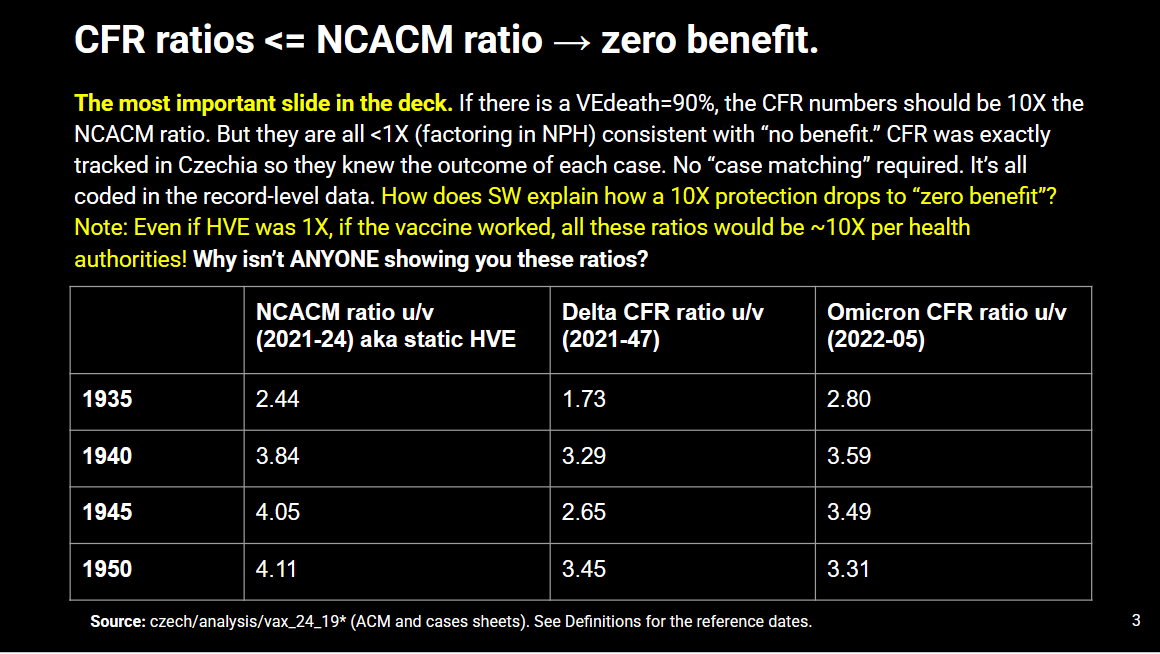 CFR ratios <= NCACM ratio → zero benefit.
The most important slide in the deck. If there is a VEdeath=90%, the CFR numbers should be 10X the
NCACM ratio. But they are all <1X (factoring in NPH) consistent with “no benefit.” CFR was exactly
tracked in Czechia so they knew the outcome of each case. No “case matching” required. It’s all
coded in the record-level data. How does SW explain how a 10X protection drops to “zero benefit”?
Note: Even if HVE was 1X, if the vaccine worked, all these ratios would be ~10X per health
authorities! Why isn’t ANYONE showing you these ratios?
NCACM ratio u/v Delta CFR ratio u/v Omicron CFR ratio u/v
(2021-24) aka static HVE (2021-47) (2022-05)
1935 2.44 1.73 2.80
1940 3.84 3.29 3.59
1945 4.05 2.65 3.49
1950 4.11 3.45 3.31
Source: czech/analysis/vax_24_19* (ACM and cases sheets). See Definitions for the reference dates.
3